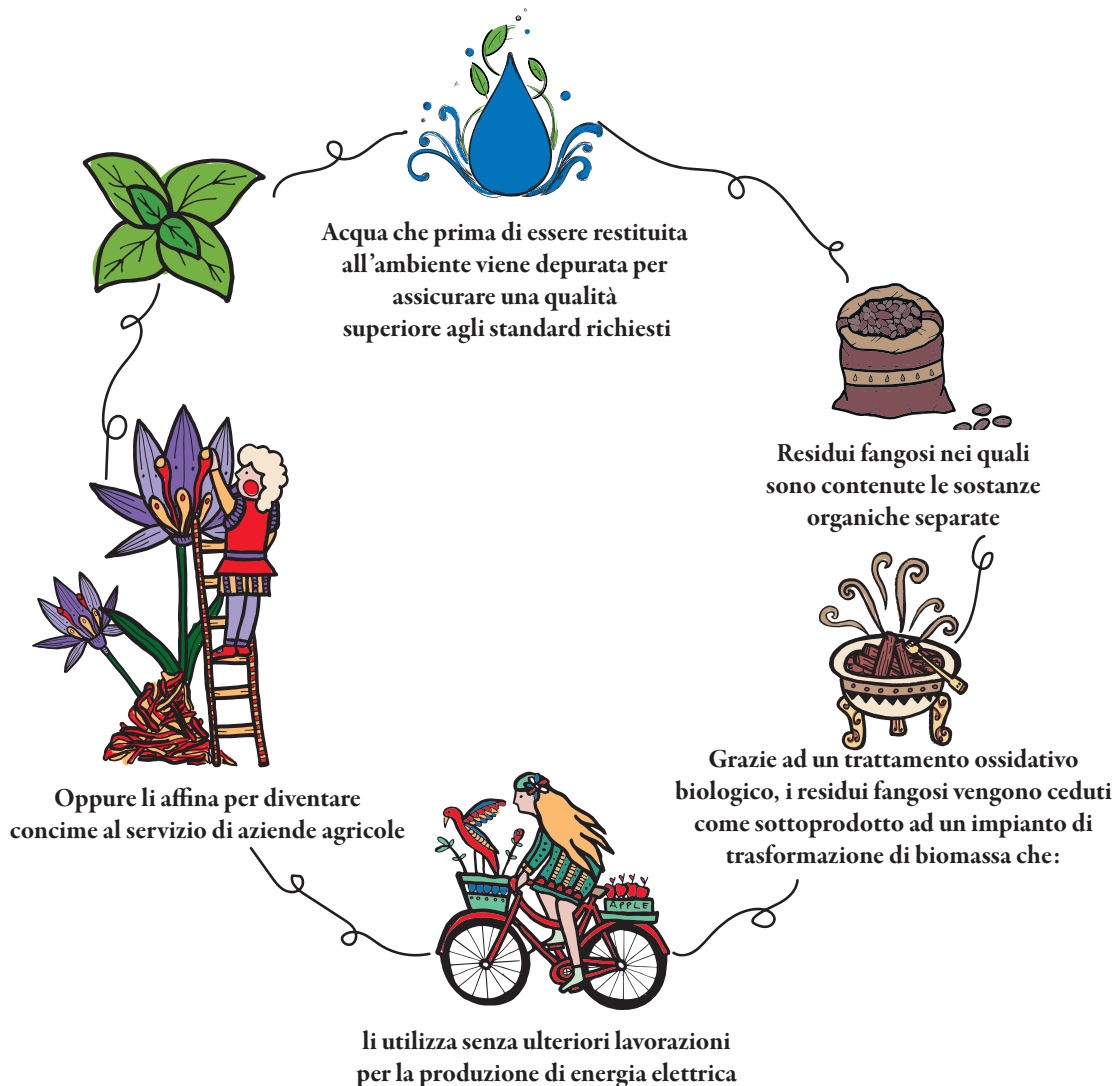 Acqua che prima di essere restituita
all’ambiente viene depurata per
assicurare una qualità
superiore agli standard richiesti
Residui fangosi nei quali
sono contenute le sostanze
organiche separate
Grazie ad un trattamento ossidativo
biologico, i residui fangosi vengono ceduti
come sottoprodotto ad un impianto di
trasformazione di biomassa che:
APPLE
li utilizza senza ulteriori lavorazioni
per la produzione di energia elettrica
Oppure li affina per diventare
concime al servizio di aziende agricole